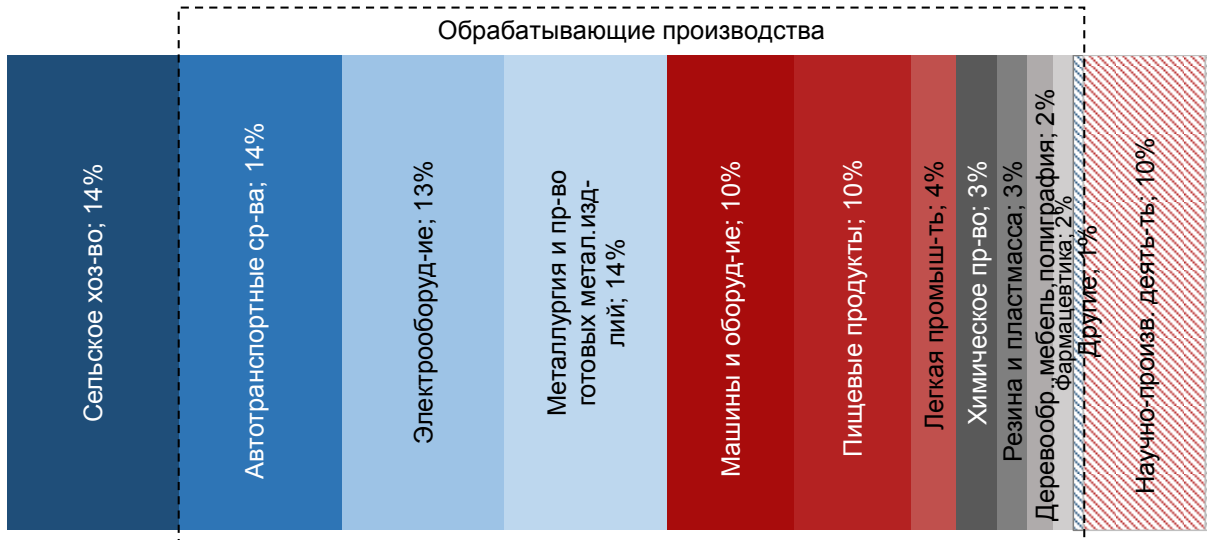 Обрабатывающие производства
Сельское хоз-во; 14%
Автотранспортные ср-ва; 14%
Электрооборуд-ие; 13%
Металлургия и пр-во
готовых метал.изд-
лий; 14%
Машины и оборуд-ие; 10%
Пищевые продукты; 10%
Легкая промыш-ть; 4%
Химическое пр-во; 3%
Резина и пластмасса; 3%
Деревообр.,мебель,полиграфия; 2%
Фармацевтика; 2%
Другие; 1%
Научно-произв. деять-ть; 10%